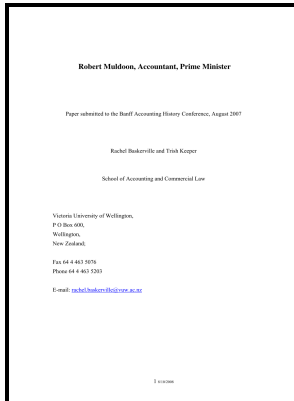 Robert Muldoon, Accountant, Prime Minister
Paper submitted to the Banff Accounting History Conference, August 2007
Rachel Baskerville and Trish Keeper
School of Accounting and Commercial Law
Victoria University of Wellington,
P O Box 600,
Wellington,
New Zealand;
Fax 64 4 463 5076
Phone 64 4 463 5203
E-mail: rachel.baskerville@vuw.ac.nz
1